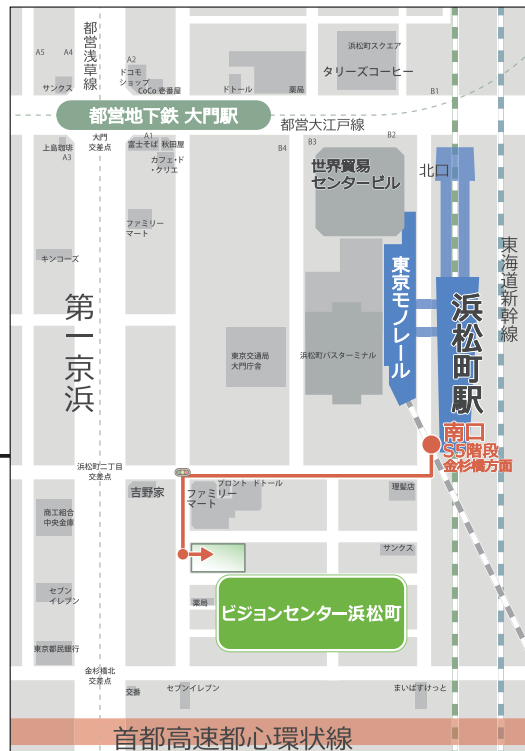 都営浅草線
浜松町スクエア
A5
A4
A2
ドコモ
ショップ
タリーズコーヒー
サンクス
CoCo 壱番屋
ドトール
薬局
B1
都営地下鉄 大門駅
都営大江戸線
大門
交差点
A1
B2
上島珈琲
富士そば
秋田屋
B4
B3
A3
カフェ・ド
・クリエ
世界貿易
センタービル
北口
ファミリー
マート
東海道新幹線
キンコーズ
東京モノレール
浜松町駅
第一京浜
東京交通局
大門庁舎
浜松町バスターミナル
南口
S5階段
金杉橋方面
浜松町二丁目
交差点
吉野家
ファミリー
マート
プロント
ドトール
理髪店
商工組合
中央金庫
サンクス
セブン
イレブン
薬局
ビジョンセンター浜松町
東京都民銀行
金杉橋北
交差点
交番
セブンイレブン
まいばすけっと
首都高速都心環状線